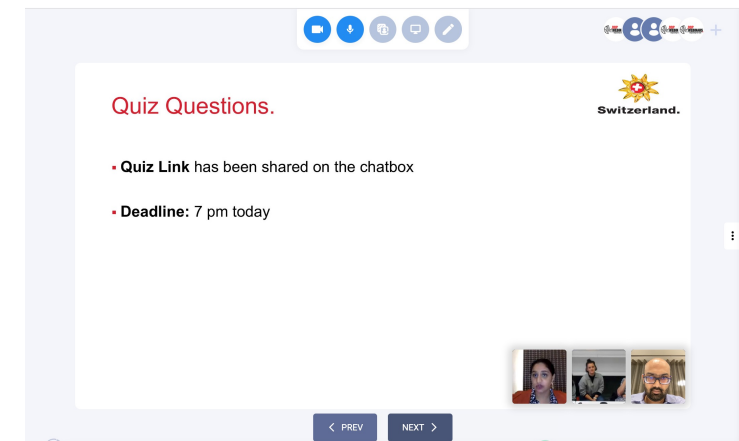 Quiz Questions.
Switzerland.
▪ Quiz Link has been shared on the chatbox
▪ Deadline: 7 pm today
< PREV
NEXT >